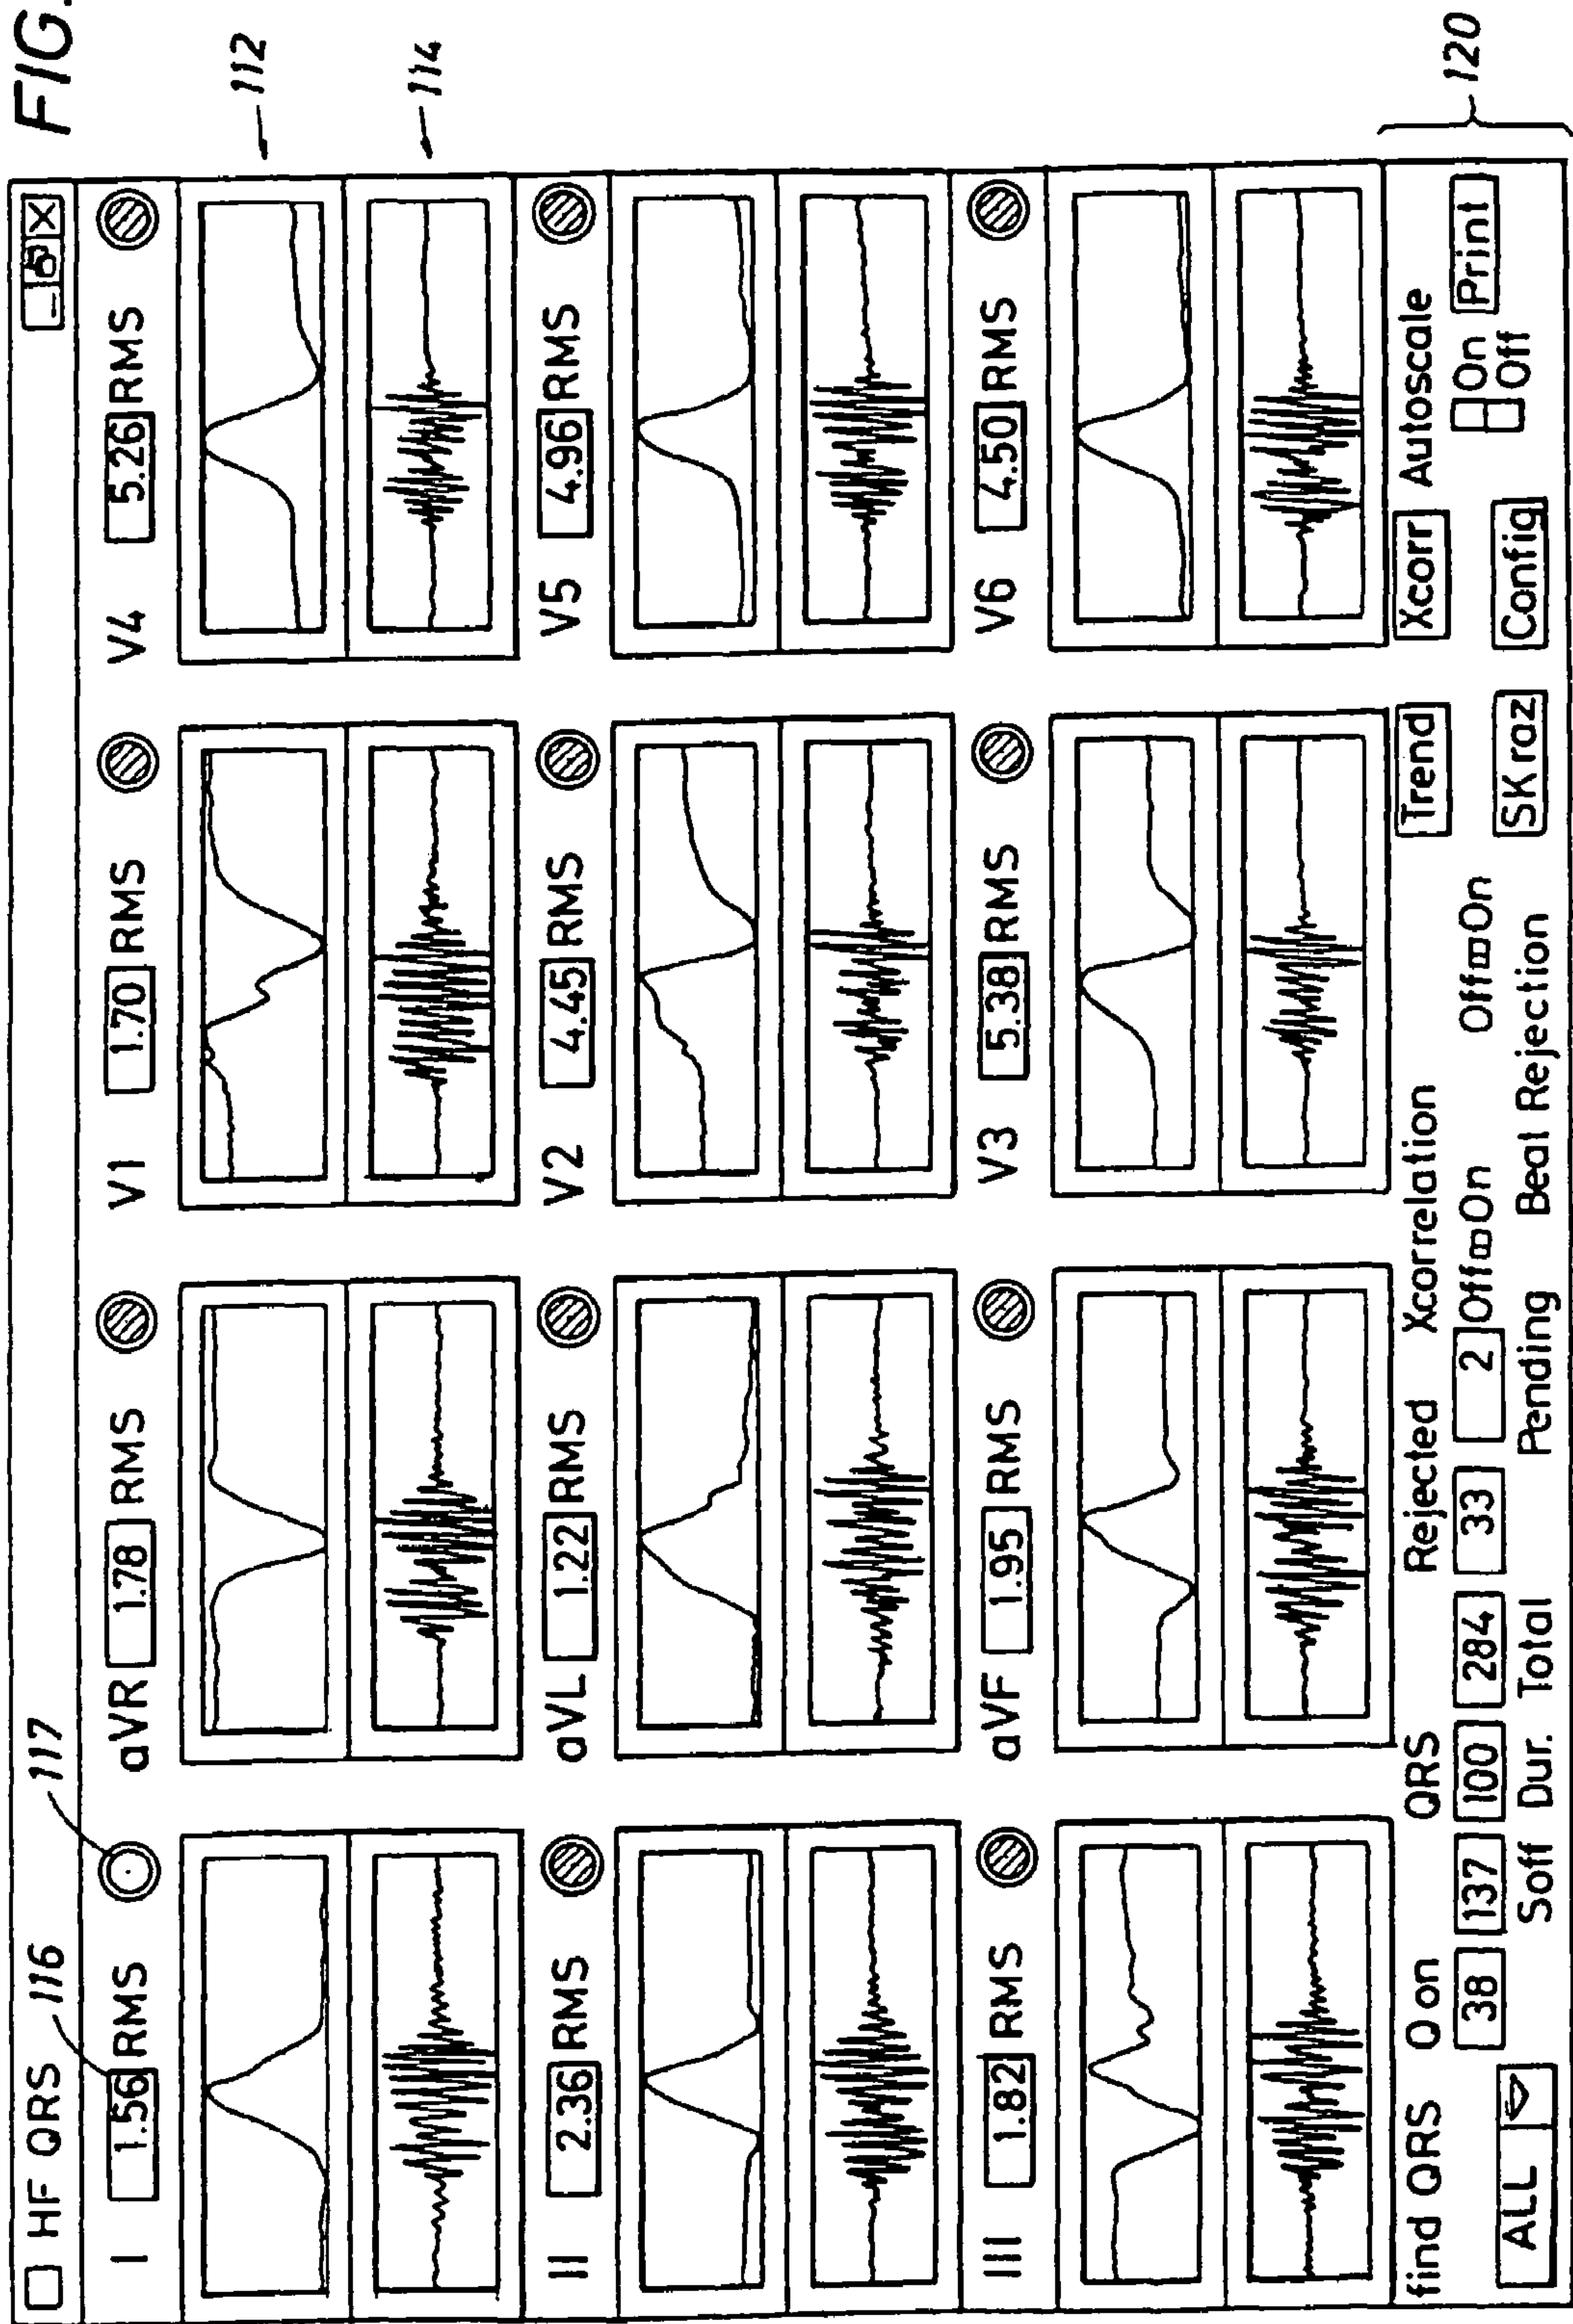 FIG.
HF QRS 116 117
I 1.56 RMS aVR 1.78 RMS V1 1.70 RMS V4 5.26 RMS
112
114
II 2.36 RMS aVL 1.22 RMS V2 4.45 RMS V5 4.96 RMS
III 1.82 RMS aVF 1.95 RMS V3 5.38 RMS V6 4.50 RMS
find QRS Q on QRS Rejected Xcorrelation Trend Xcorr Autoscale
38 137 100 284 33 2 Off On Off On On Print
ALL Soff Dur. Total Pending Beat Rejection SK raz Config Off
120